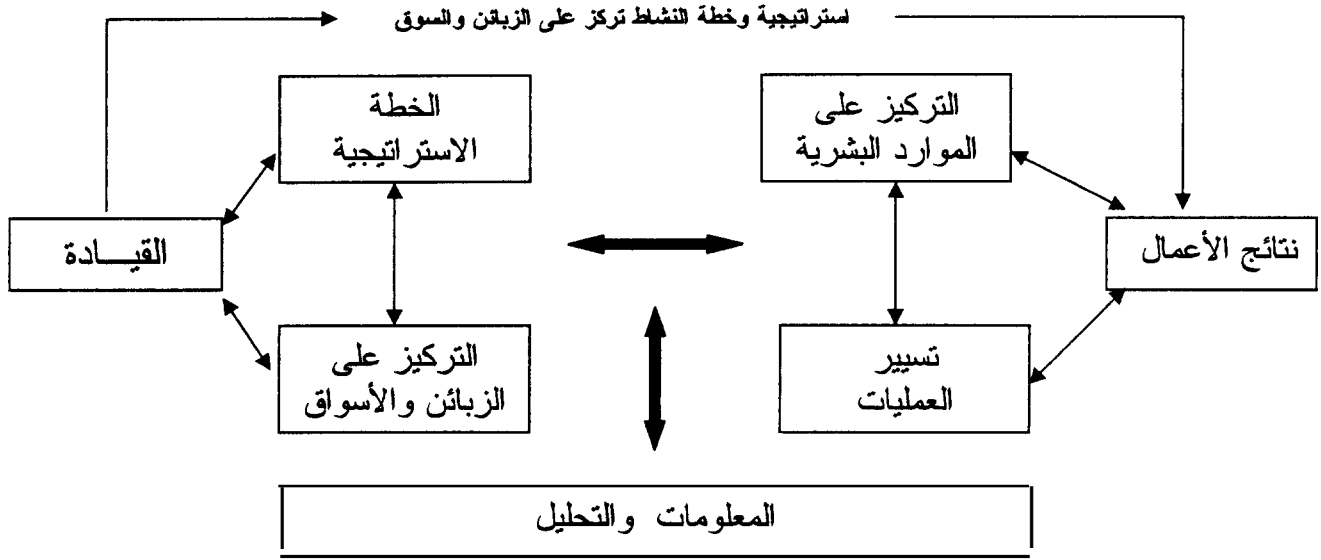 استراتيجية وخطة النشاط تركز على الزبائن والسوق
التركيز على
الموارد البشرية
الخطة
الاستراتيجية
نتائج الأعمال
القيـــادة
تسيير
العمليات
التركيز على
الزبائن والأسواق
المعلومات والتحليل